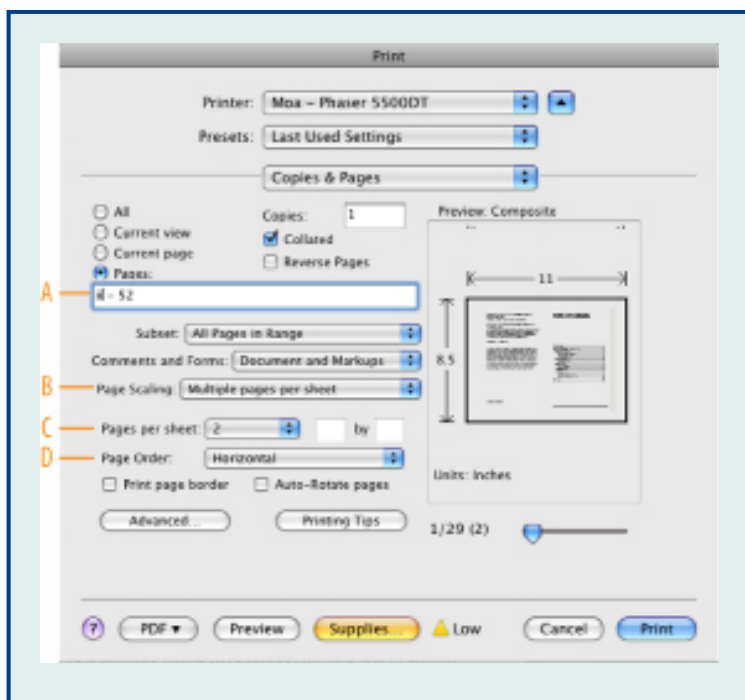 Print
Printer: Moa – Phaser 5500DT
Presets: Last Used Settings
Copies & Pages
All
Current view
Current page
Pages:
Copies: 1
Collated
Reverse Pages
A
- 52
Subset: All Pages in Range
Comments and Forms: Document and Markups
B Page Scaling: Multiple pages per sheet
C Pages per sheet: 2 by
D Page Order: Horizontal
Print page border Auto-Rotate pages
Advanced... Printing Tips
Preview: Composite
11
8.5
Units: Inches
1/29 (2)
? PDF ▾ Preview Supplies... Low Cancel Print